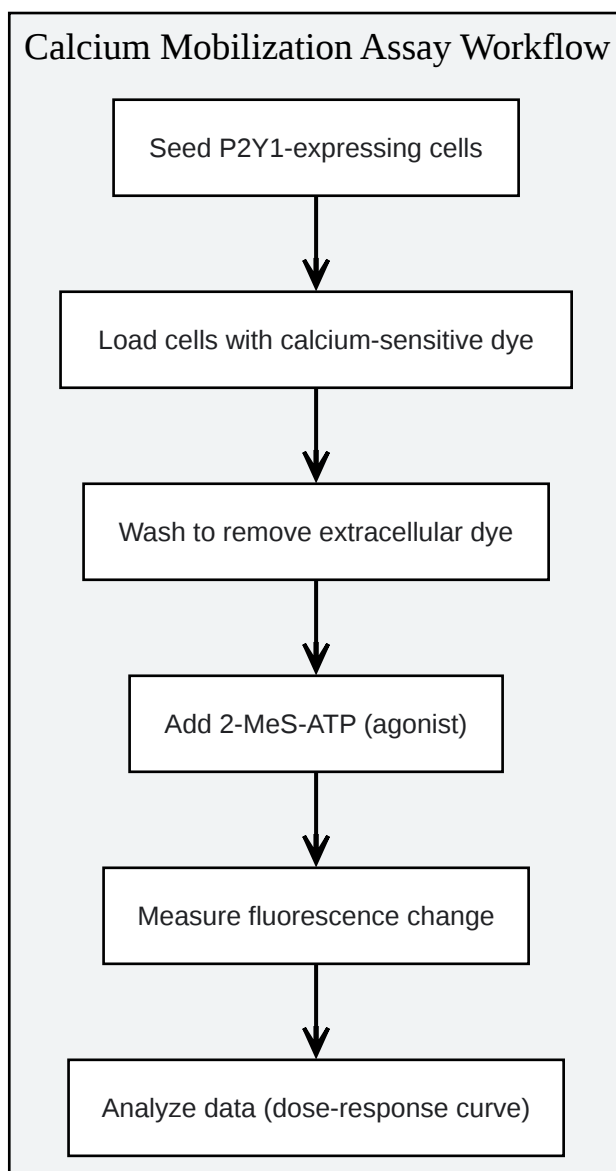 Calcium Mobilization Assay Workflow
Seed P2Y1-expressing cells
Load cells with calcium-sensitive dye
Wash to remove extracellular dye
Add 2-MeS-ATP (agonist)
Measure fluorescence change
Analyze data (dose-response curve)